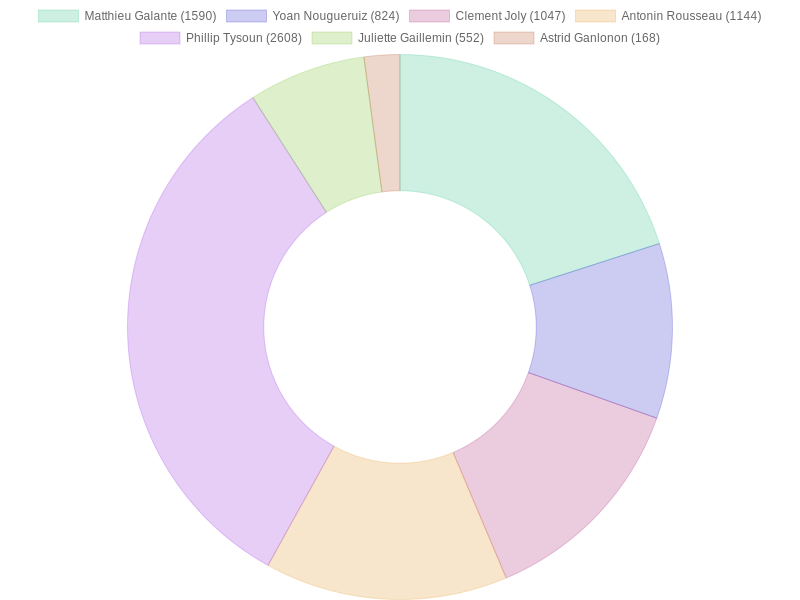 Matthieu Galante (1590) Yoan Nougueruiz (824) Clement Joly (1047) Antonin Rousseau (1144)
Phillip Tysoun (2608) Juliette Gaillemin (552) Astrid Ganlonon (168)